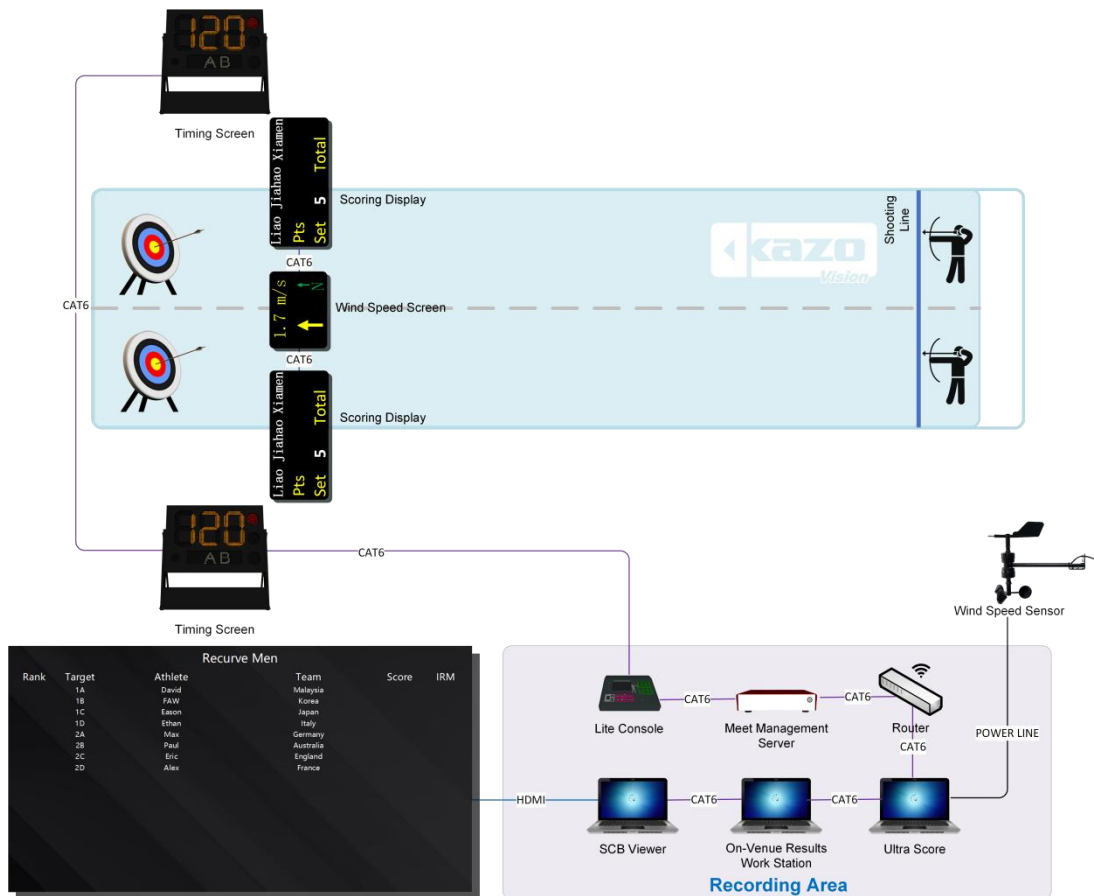 120
AB
Timing Screen
Liao Jiahao Xiamen
Pts
Set 5 Total
Scoring Display
CAT6
Shooting
Line
kazo
Vision
CAT6
1.7 m/s
N
Wind Speed Screen
CAT6
Liao Jiahao Xiamen
Pts
Set 5 Total
Scoring Display
120
AB
CAT6
Timing Screen
Wind Speed Sensor
Recurve Men
Rank Target Athlete Team Score IRM
1A David Malaysia
1B FAW Korea
1C Eason Japan
1D Ethan Italy
2A Max Germany
2B Paul Australia
2C Eric England
2D Alex France
CAT6
CAT6
Lite Console
Meet Management
Server
Router
POWER LINE
CAT6
HDMI
CAT6
CAT6
SCB Viewer
On-Venue Results
Work Station
Ultra Score
Recording Area